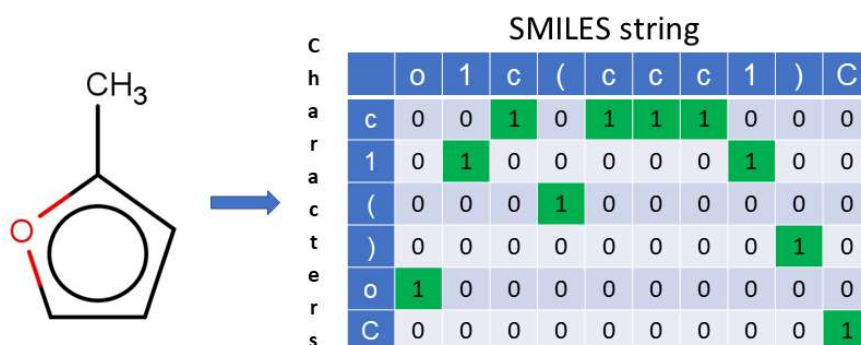 SMILES string
Characters
CH3
O
o 1 c ( c c c 1 ) C
c 0 0 1 0 1 1 1 0 0 0
1 0 1 0 0 0 0 0 1 0 0
( 0 0 0 1 0 0 0 0 0 0
) 0 0 0 0 0 0 0 0 1 0
o 1 0 0 0 0 0 0 0 0 0
C 0 0 0 0 0 0 0 0 0 1